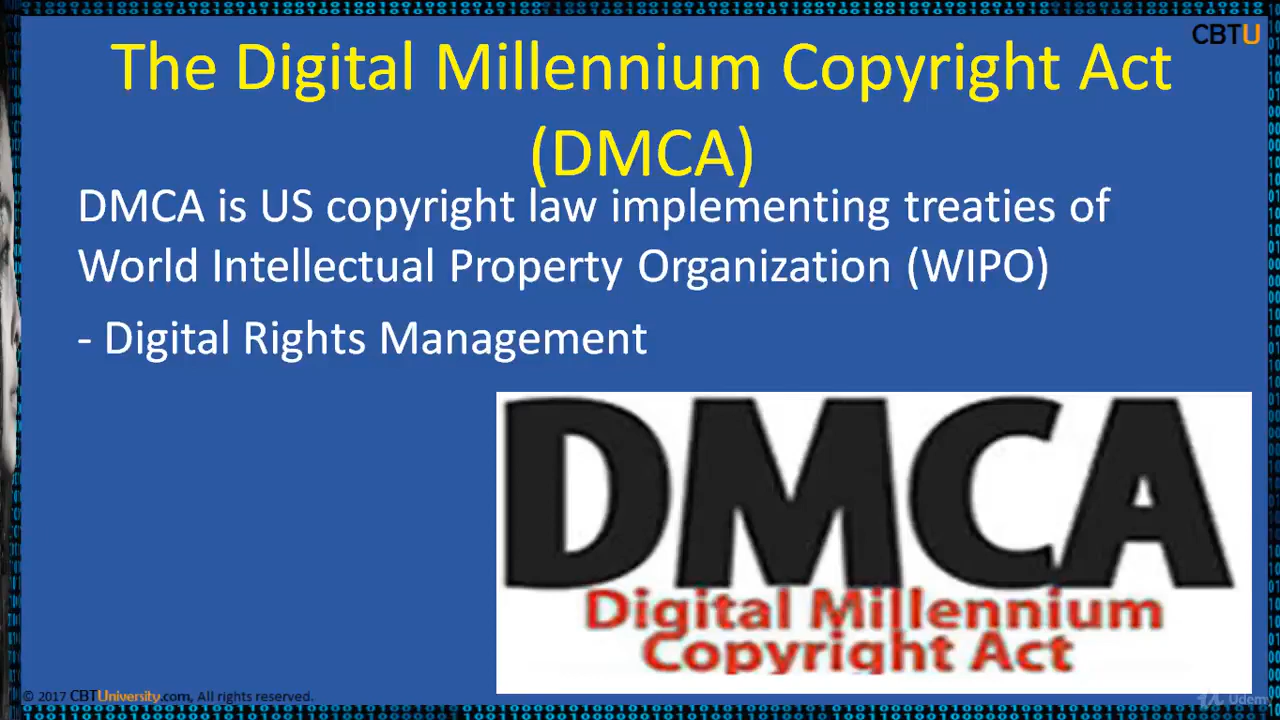 CBTU
The Digital Millennium Copyright Act
(DMCA)
DMCA is US copyright law implementing treaties of
World Intellectual Property Organization (WIPO)
- Digital Rights Management
DMCA
Digital Millennium
Copyright Act
© 2017 CBTUniversity.com, All rights reserved.
Udemy